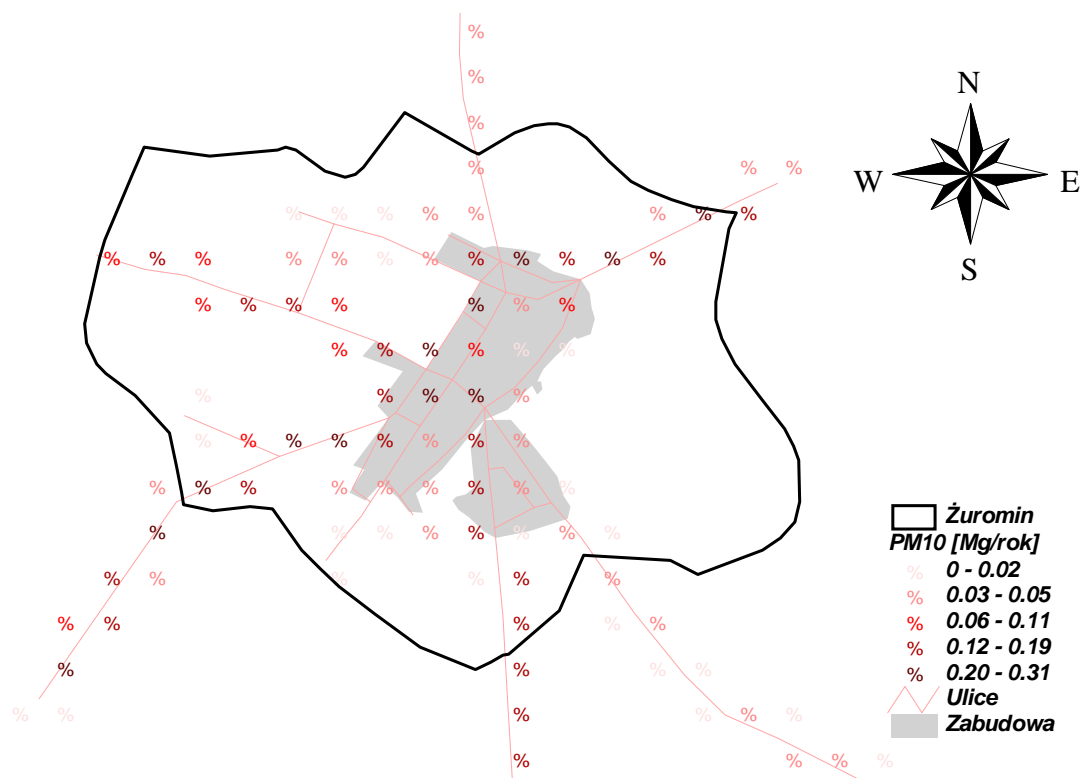 N
W
E
S
Żuromin
PM10 [Mg/rok]
% 0 - 0.02
% 0.03 - 0.05
% 0.06 - 0.11
% 0.12 - 0.19
% 0.20 - 0.31
Ulice
Zabudowa